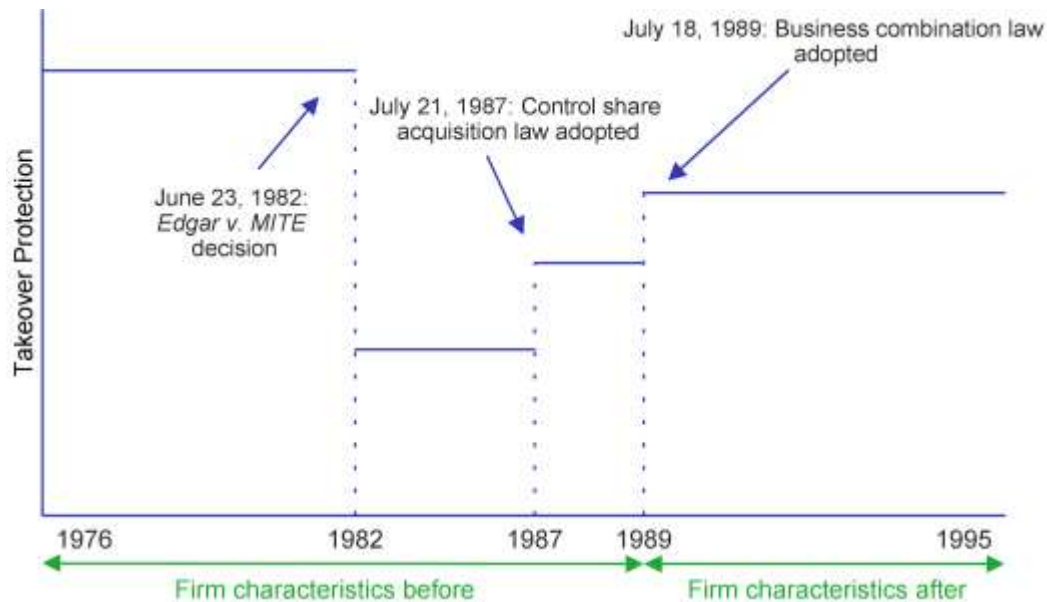 July 18, 1989: Business combination law
adopted
July 21, 1987: Control share
acquisition law adopted
June 23, 1982:
Edgar v. MITE
decision
Takeover Protection
1976
1982
1987
1989
1995
Firm characteristics before
Firm characteristics after